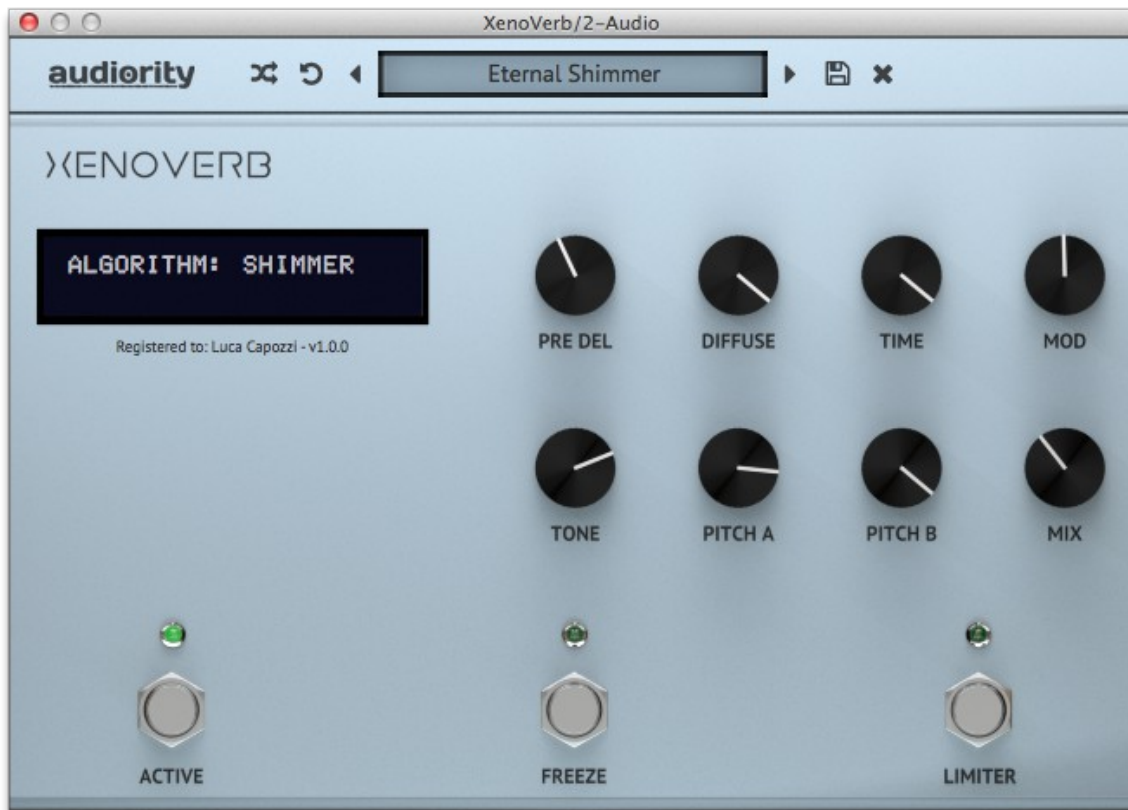 XenoVerb/2-Audio
audiority
Eternal Shimmer
XENOVERB
ALGORITHM: SHIMMER
Registered to: Luca Capozzi - v1.0.0
PRE DEL DIFFUSE TIME MOD
TONE PITCH A PITCH B MIX
ACTIVE FREEZE LIMITER